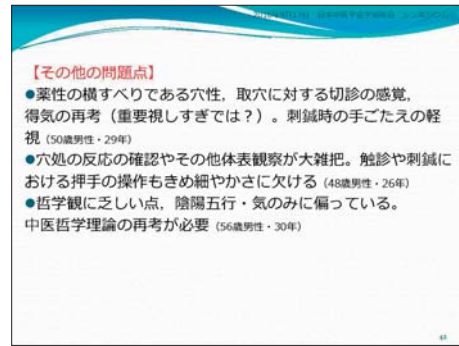 【その他の問題点】
●薬性の横すべりである穴性，取穴に対する切診の感覚，
得気の再考（重要視しすぎでは？）。刺鍼時の手ごたえの軽
視（50歳男性・29年）
●穴処の反応の確認やその他体表観察が大雑把。触診や刺鍼に
おける押手の操作もきめ細やかさに欠ける（48歳男性・26年）
●哲学観に乏しい点，陰陽五行・気のみに偏っている。
中医哲学理論の再考が必要（56歳男性・30年）